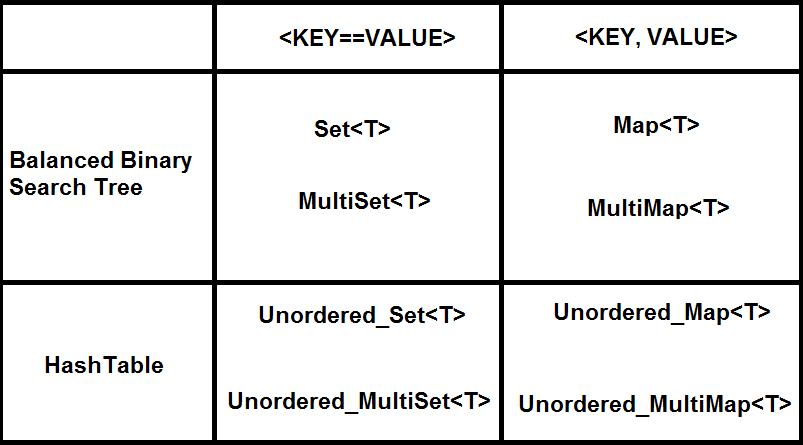 <KEY==VALUE>
<KEY, VALUE>
Balanced Binary
Search Tree
Set<T>
MultiSet<T>
Map<T>
MultiMap<T>
HashTable
Unordered_Set<T>
Unordered_MultiSet<T>
Unordered_Map<T>
Unordered_MultiMap<T>